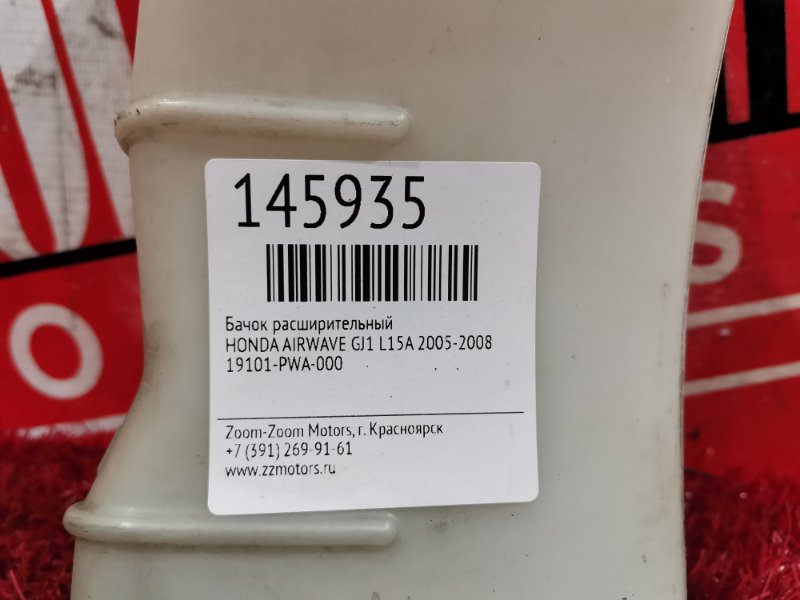 145935
Бачок расширительный
HONDA AIRWAVE GJ1 L15A 2005-2008
19101-PWA-000
Zoom-Zoom Motors, г. Красноярск
+7 (391) 269-91-61
www.zzmotors.ru